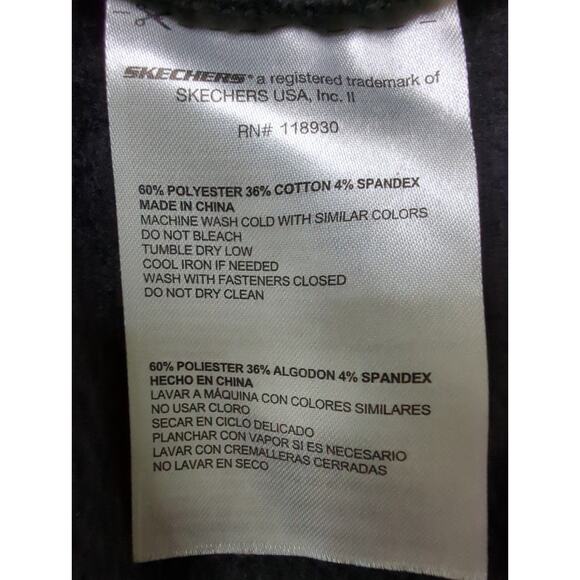 SKECHERS® a registered trademark of
SKECHERS USA, Inc. II
RN# 118930
60% POLYESTER 36% COTTON 4% SPANDEX
MADE IN CHINA
MACHINE WASH COLD WITH SIMILAR COLORS
DO NOT BLEACH
TUMBLE DRY LOW
COOL IRON IF NEEDED
WASH WITH FASTENERS CLOSED
DO NOT DRY CLEAN
60% POLIESTER 36% ALGODON 4% SPANDEX
HECHO EN CHINA
LAVAR A MÁQUINA CON COLORES SIMILARES
NO USAR CLORO
SECAR EN CICLO DELICADO
PLANCHAR CON VAPOR SI ES NECESARIO
LAVAR CON CREMALLERAS CERRADAS
NO LAVAR EN SECO